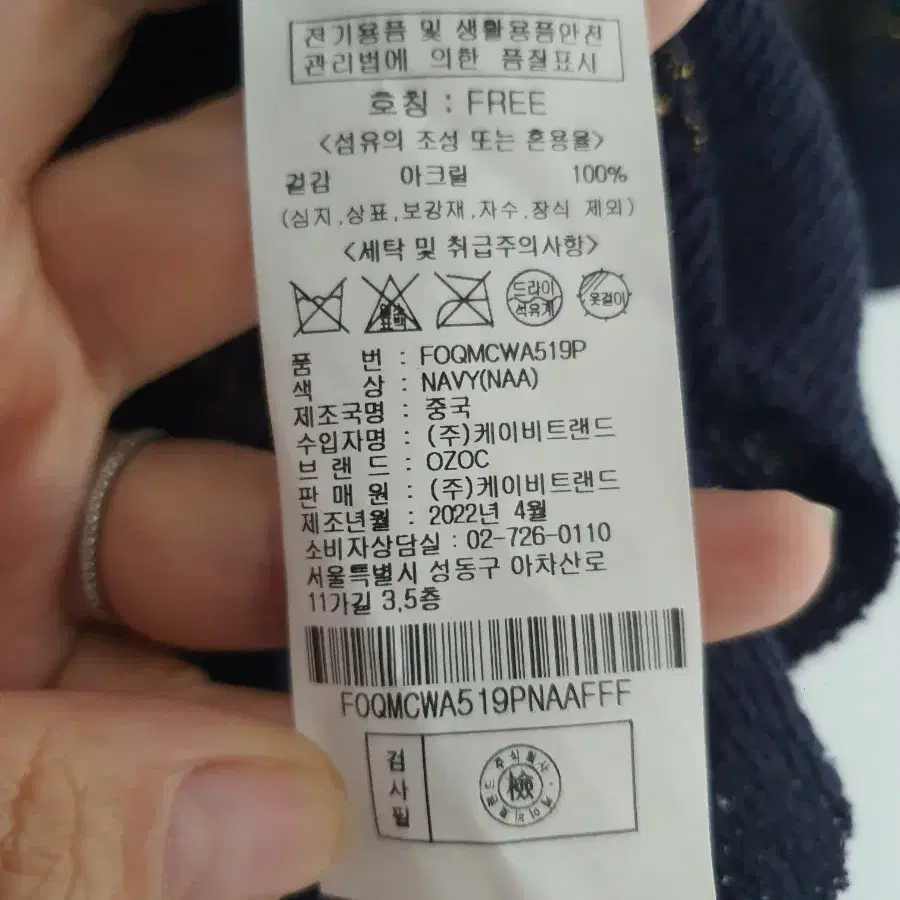 전기용품 및 생활용품안전
관리법에 의한 품질표시
호칭 : FREE
<섬유의 조성 또는 혼용율>
겉감 아크릴 100%
(심지,상표,보강재,자수,장식 제외)
<세탁 및 취급주의사항>
드라이
석유계
옷걸이
품 번 : FOQMCWA519P
색 상 : NAVY(NAA)
제조국명 : 중국
수입자명 : (주)케이비트랜드
브 랜 드 : OZOC
판 매 원 : (주)케이비트랜드
제조년월 : 2022년 4월
소비자상담실 : 02-726-0110
서울특별시 성동구 아차산로
11가길 3,5층
FOQMCWA519PNAAFFF
검사필
檢